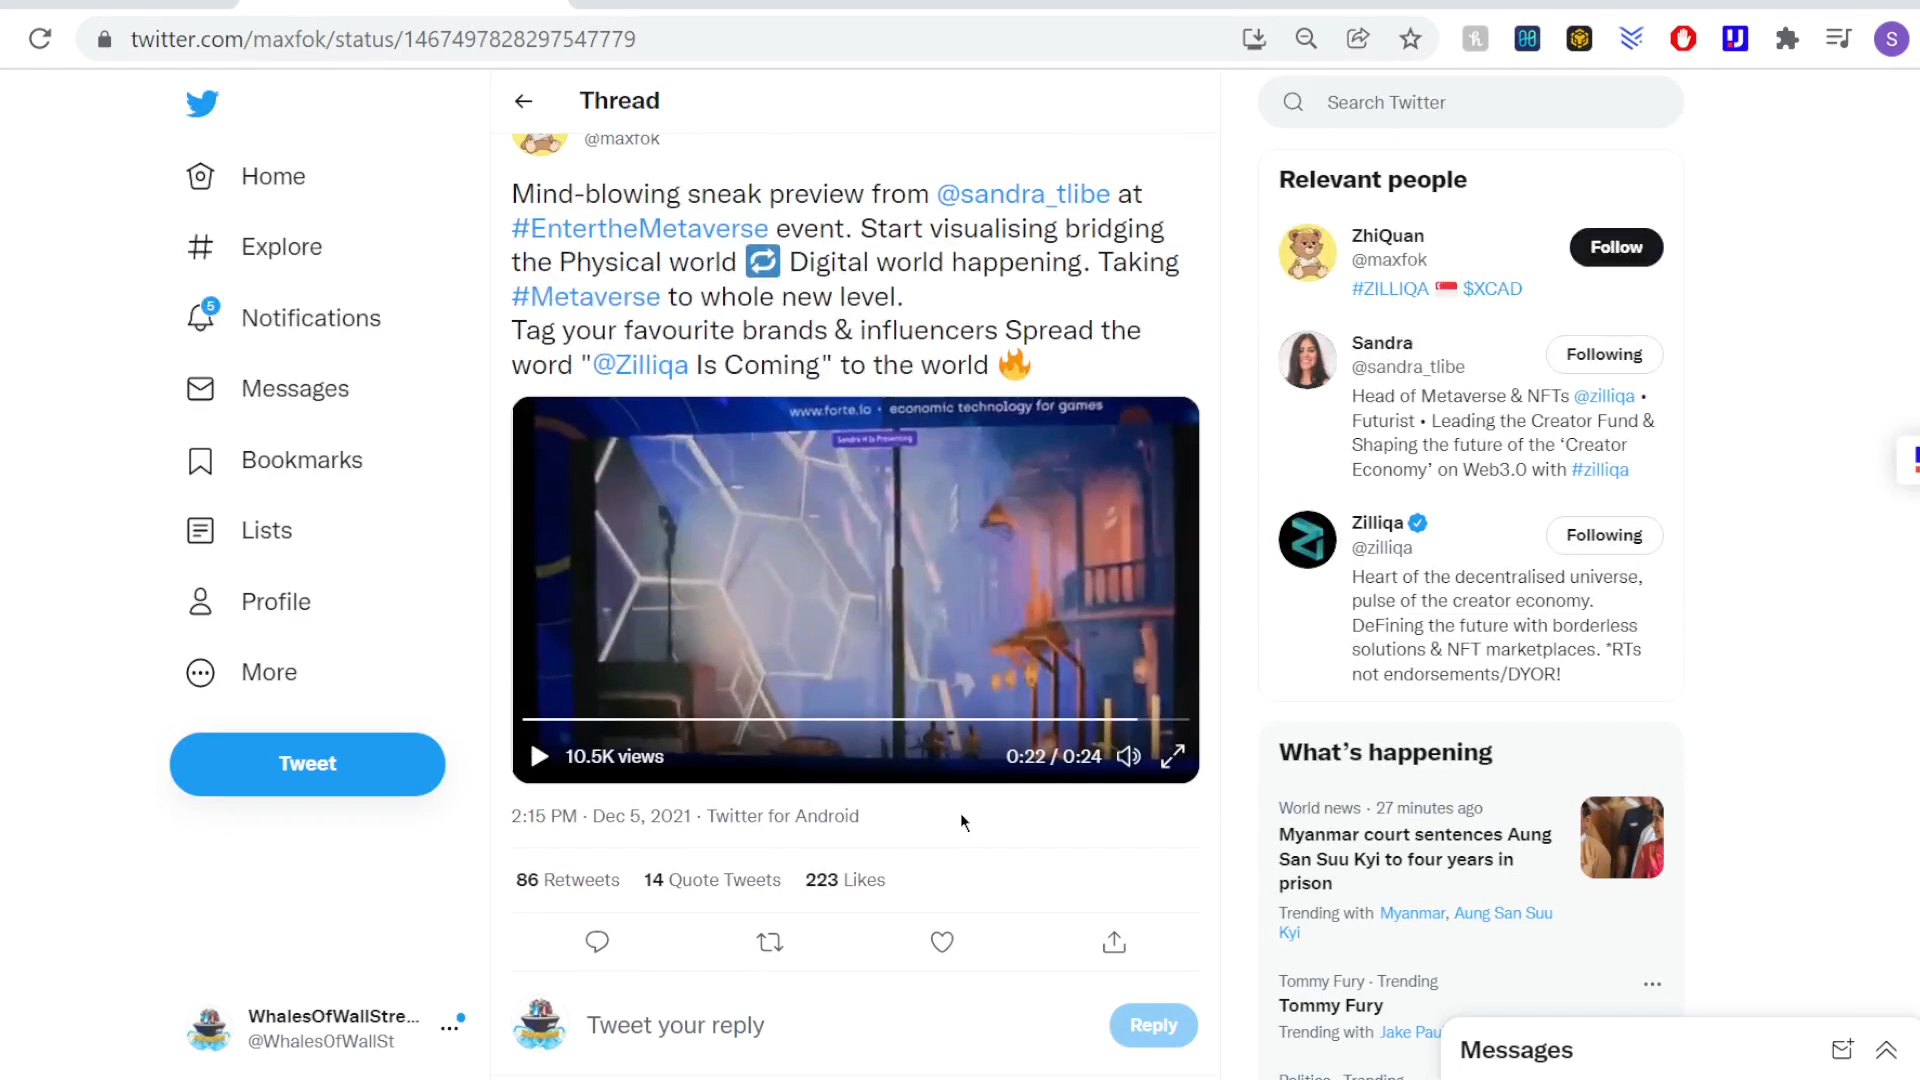 twitter.com/maxfok/status/1467497828297547779
S
Home
Explore
5
Notifications
Messages
Bookmarks
Lists
Profile
More
Tweet
WhalesOfWallStre...
@WhalesOfWallSt
Thread
@maxfok
Mind-blowing sneak preview from @sandra_tlibe at
#EntertheMetaverse event. Start visualising bridging
the Physical world 🔁 Digital world happening. Taking
#Metaverse to whole new level.
Tag your favourite brands & influencers Spread the
word "@Zilliqa Is Coming" to the world 🔥
www.forte.io • economic technology for games
Sandra H Is Presenting
10.5K views
0:22 / 0:24
2:15 PM · Dec 5, 2021 · Twitter for Android
86 Retweets 14 Quote Tweets 223 Likes
Tweet your reply
Reply
Search Twitter
Relevant people
ZhiQuan
@maxfok
Follow
#ZILLIQA 🇸🇬 $XCAD
Sandra
@sandra_tlibe
Following
Head of Metaverse & NFTs @zilliqa •
Futurist • Leading the Creator Fund &
Shaping the future of the ‘Creator
Economy’ on Web3.0 with #zilliqa
Zilliqa
@zilliqa
Following
Heart of the decentralised universe,
pulse of the creator economy.
DeFining the future with borderless
solutions & NFT marketplaces. *RTs
not endorsements/DYOR!
What’s happening
World news · 27 minutes ago
Myanmar court sentences Aung
San Suu Kyi to four years in
prison
Trending with Myanmar, Aung San Suu
Kyi
Tommy Fury · Trending
Tommy Fury
Trending with Jake Pau
Messages